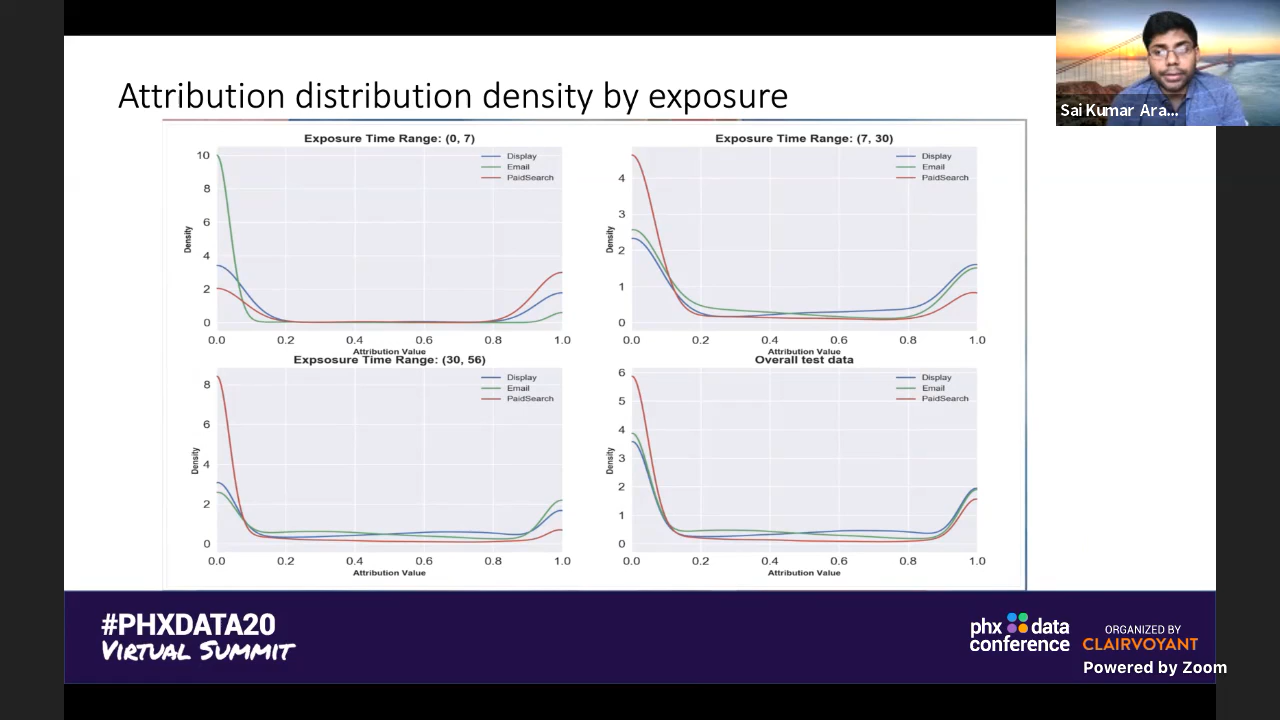 Attribution distribution density by exposure
Sai Kumar Ara...
Exposure Time Range: (0, 7)
Display
Email
PaidSearch
Density
10
8
6
4
2
0
0.0 0.2 0.4 0.6 0.8 1.0
Attribution Value
Exposure Time Range: (7, 30)
Display
Email
PaidSearch
Density
4
3
2
1
0
0.0 0.2 0.4 0.6 0.8 1.0
Attribution Value
Expsosure Time Range: (30, 56)
Display
Email
PaidSearch
Density
8
6
4
2
0
0.0 0.2 0.4 0.6 0.8 1.0
Attribution Value
Overall test data
Display
Email
PaidSearch
Density
6
5
4
3
2
1
0
0.0 0.2 0.4 0.6 0.8 1.0
Attribution Value
#PHXDATA20
VIRTUAL SUMMIT
phx data
conference
ORGANIZED BY
CLAIRVOYANT
Powered by Zoom